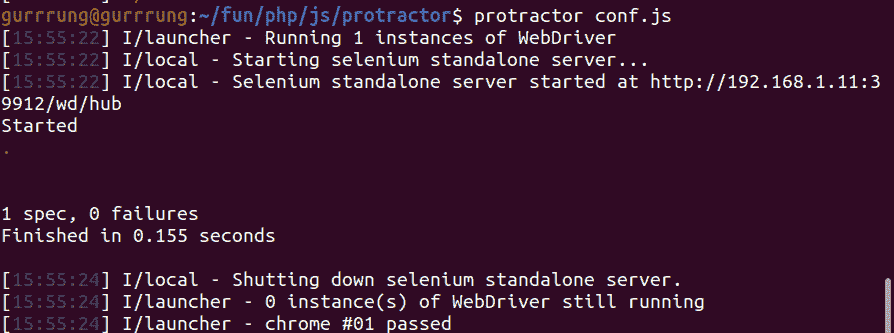 gurrrung@gurrrung:~/fun/php/js/protractor$ protractor conf.js
[15:55:22] I/launcher - Running 1 instances of WebDriver
[15:55:22] I/local - Starting selenium standalone server...
[15:55:22] I/local - Selenium standalone server started at http://192.168.1.11:3
9912/wd/hub
Started
.
1 spec, 0 failures
Finished in 0.155 seconds
[15:55:24] I/local - Shutting down selenium standalone server.
[15:55:24] I/launcher - 0 instance(s) of WebDriver still running
[15:55:24] I/launcher - chrome #01 passed